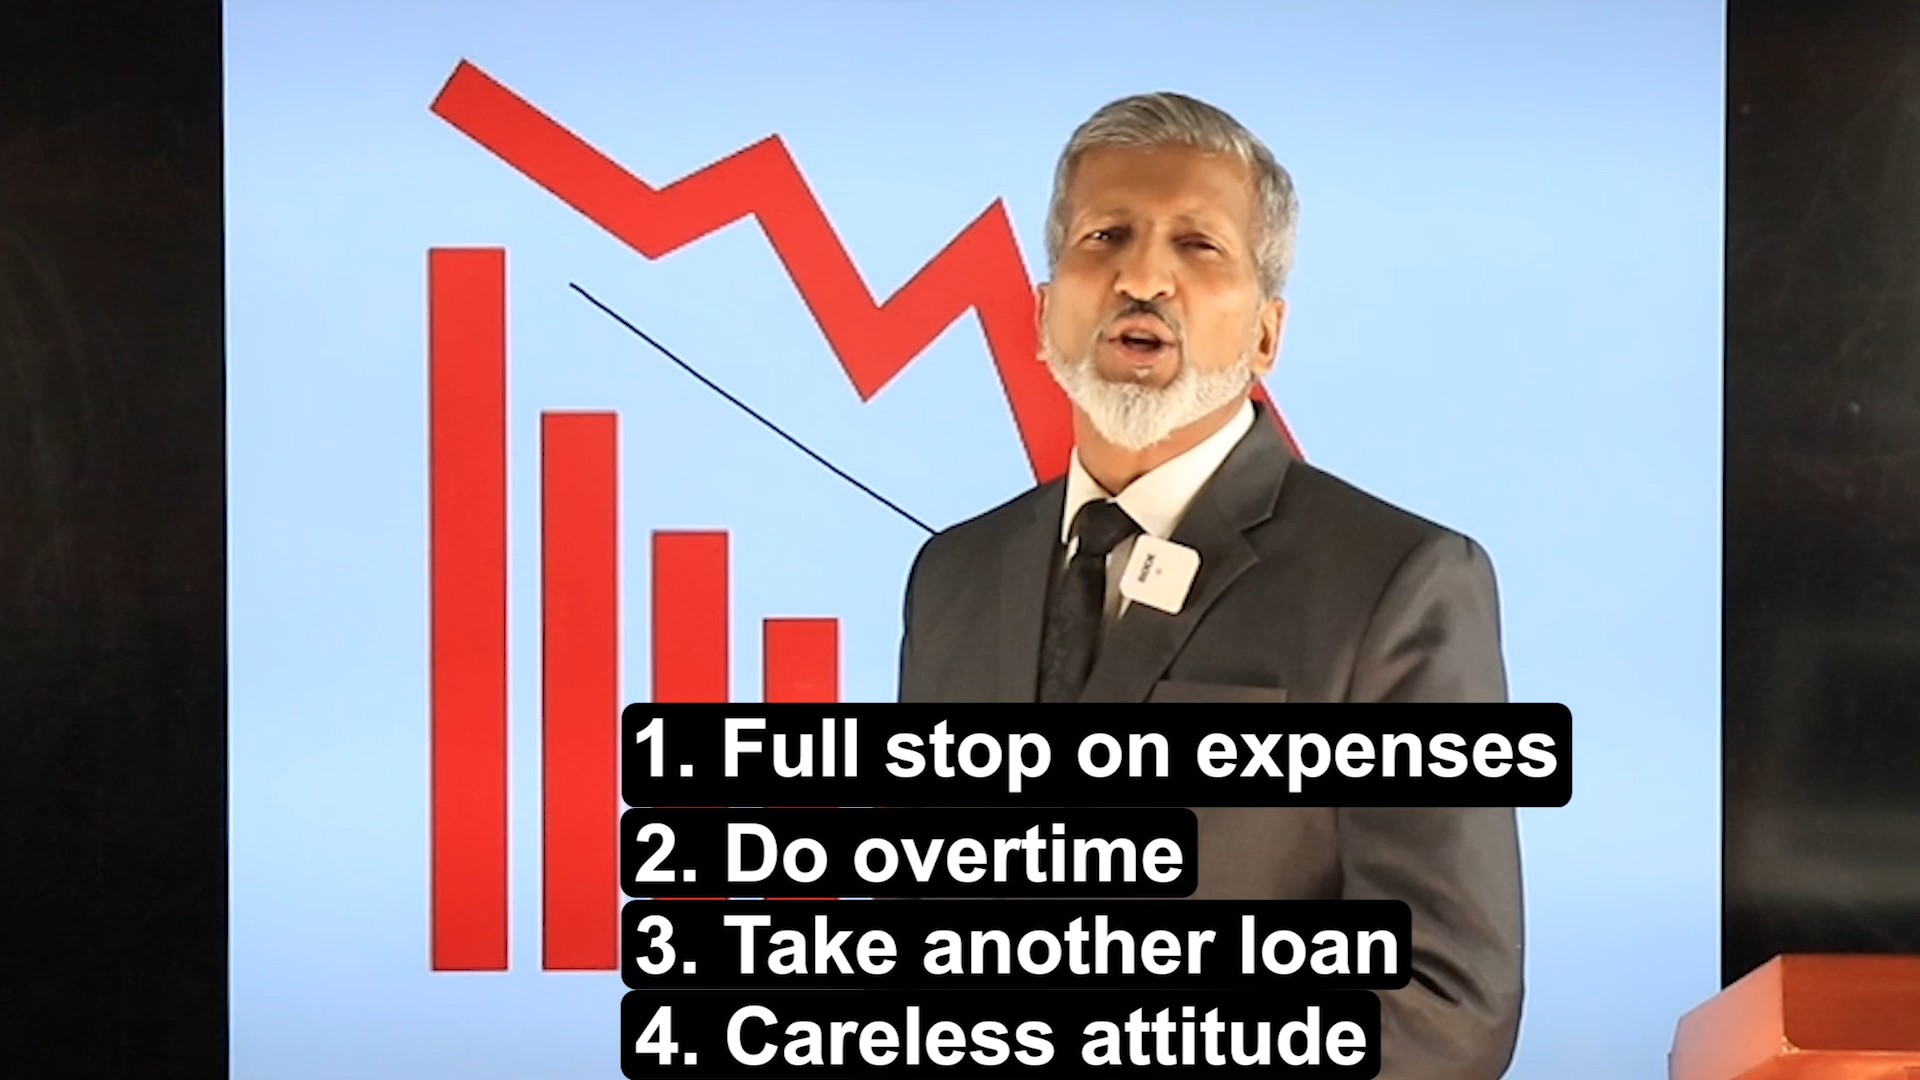 1. Full stop on expenses
2. Do overtime
3. Take another loan
4. Careless attitude